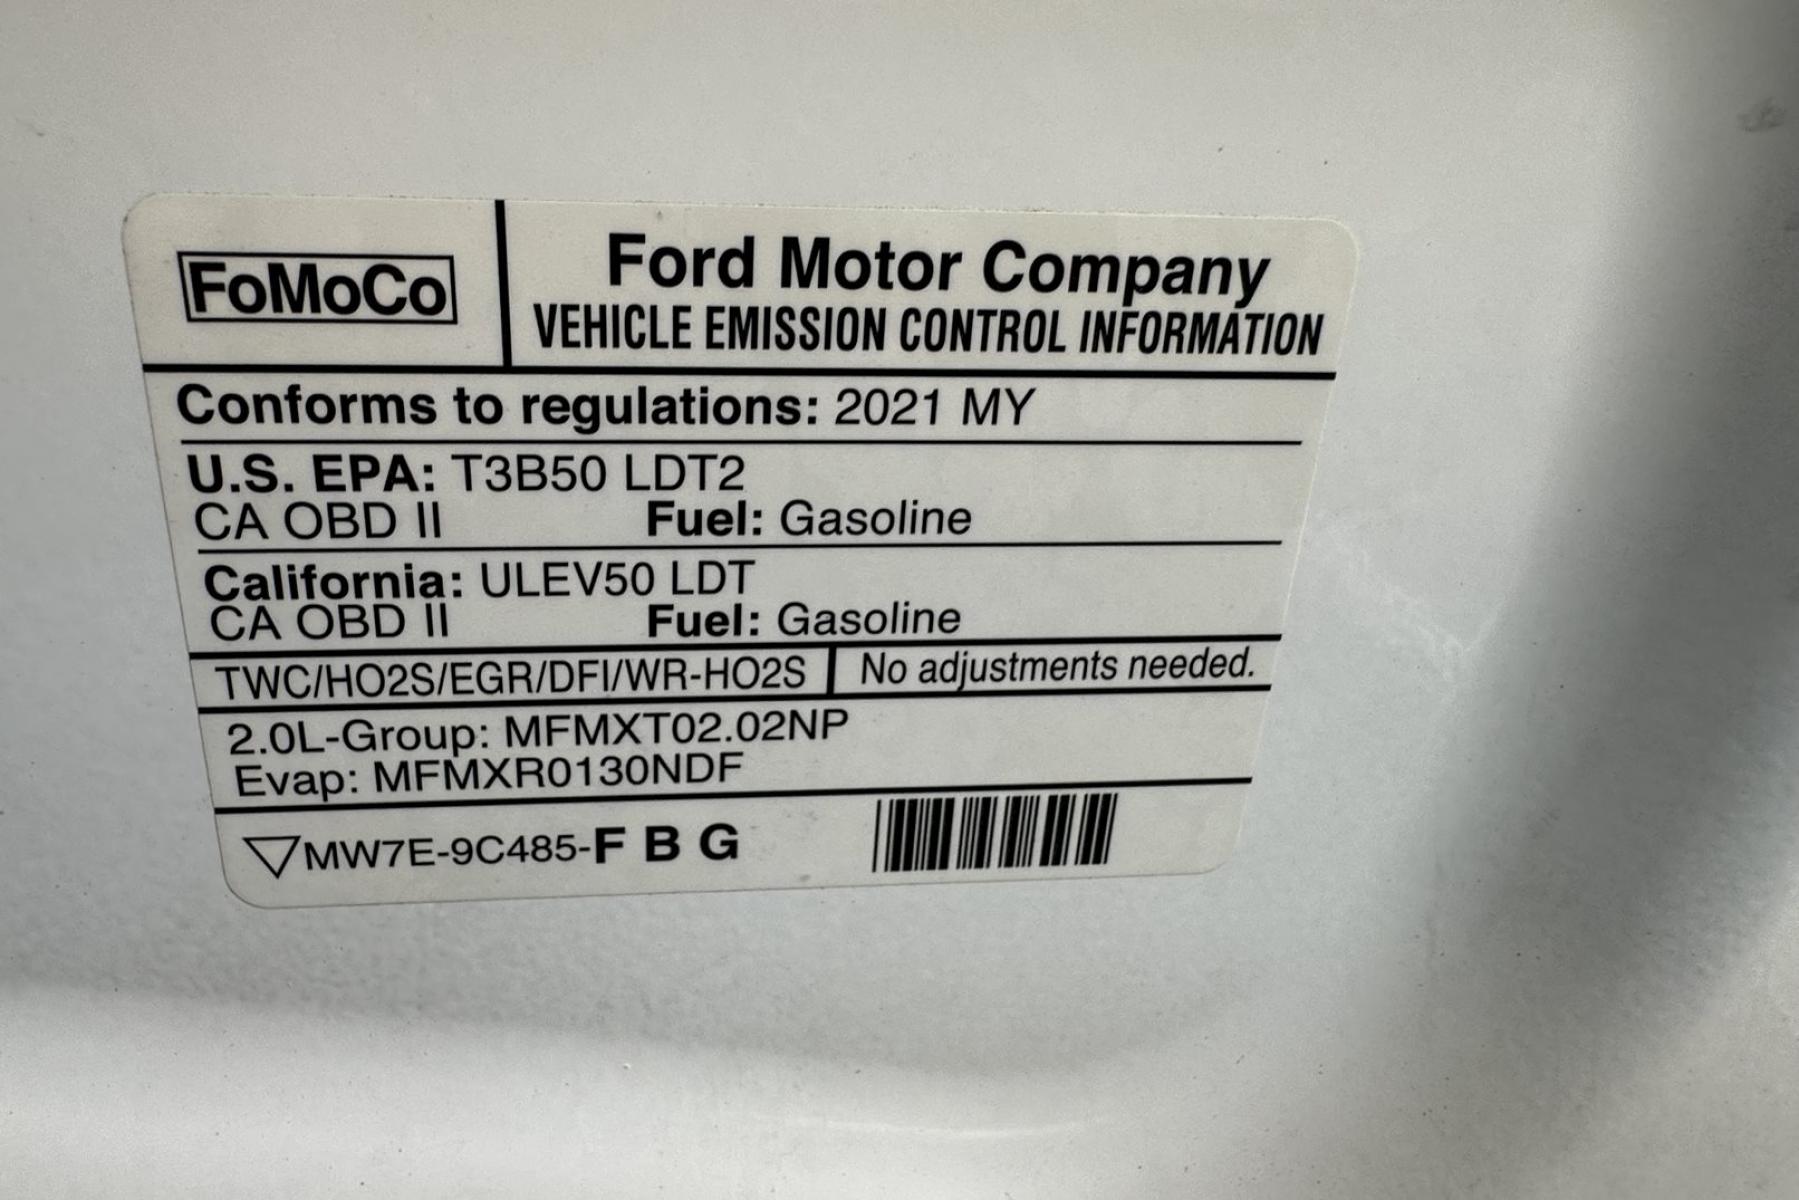 FoMoCo
Ford Motor Company
VEHICLE EMISSION CONTROL INFORMATION
Conforms to regulations: 2021 MY
U.S. EPA: T3B50 LDT2
CA OBD II Fuel: Gasoline
California: ULEV50 LDT
CA OBD II Fuel: Gasoline
TWC/HO2S/EGR/DFI/WR-HO2S No adjustments needed.
2.0L-Group: MFMXT02.02NP
Evap: MFMXR0130NDF
MW7E-9C485-F B G